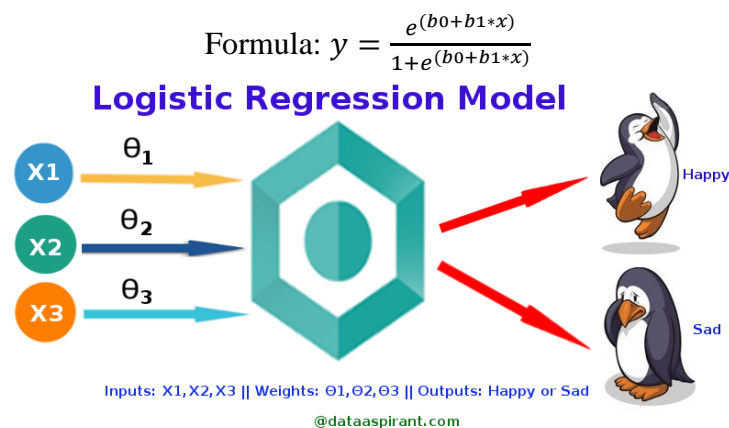 Formula: y = e^(b0+b1*x) / 1+e^(b0+b1*x)
Logistic Regression Model
X1
θ1
X2
θ2
X3
θ3
Happy
Sad
Inputs: X1,X2,X3 || Weights: Θ1,Θ2,Θ3 || Outputs: Happy or Sad
@dataaspirant.com